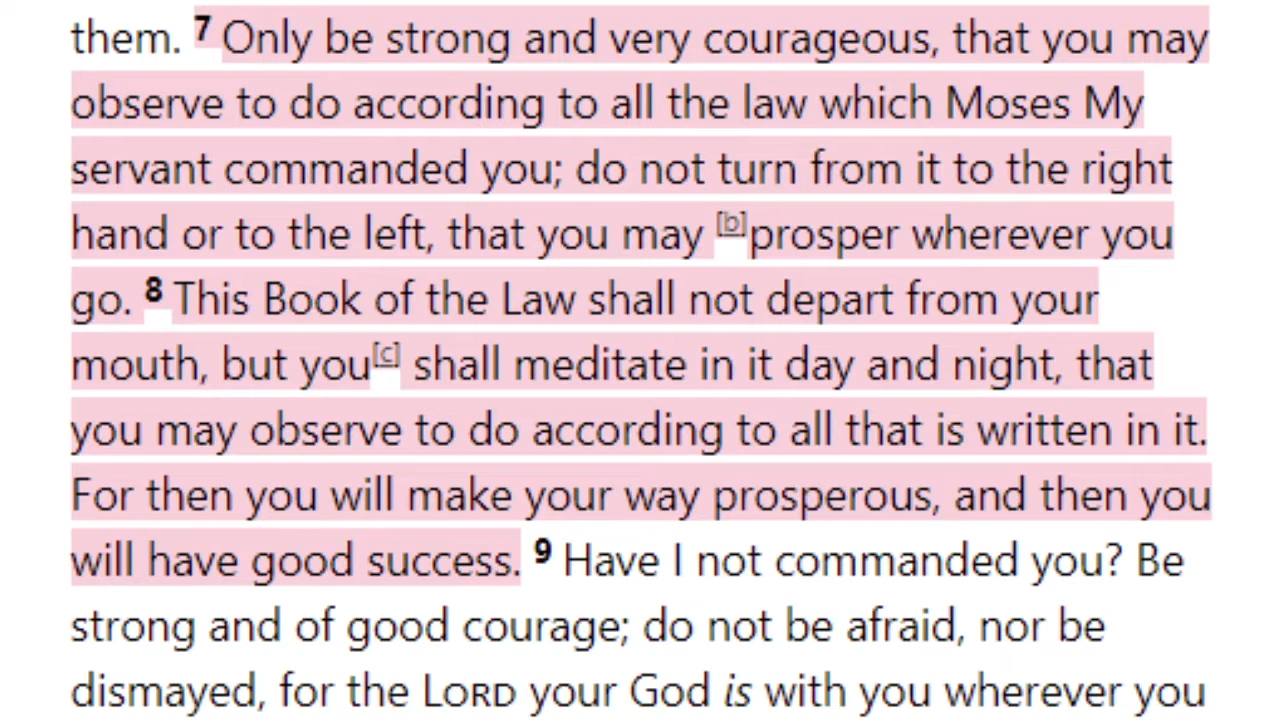 them. 7 Only be strong and very courageous, that you may
observe to do according to all the law which Moses My
servant commanded you; do not turn from it to the right
hand or to the left, that you may [b]prosper wherever you
go. 8 This Book of the Law shall not depart from your
mouth, but you[c] shall meditate in it day and night, that
you may observe to do according to all that is written in it.
For then you will make your way prosperous, and then you
will have good success. 9 Have I not commanded you? Be
strong and of good courage; do not be afraid, nor be
dismayed, for the LORD your God is with you wherever you